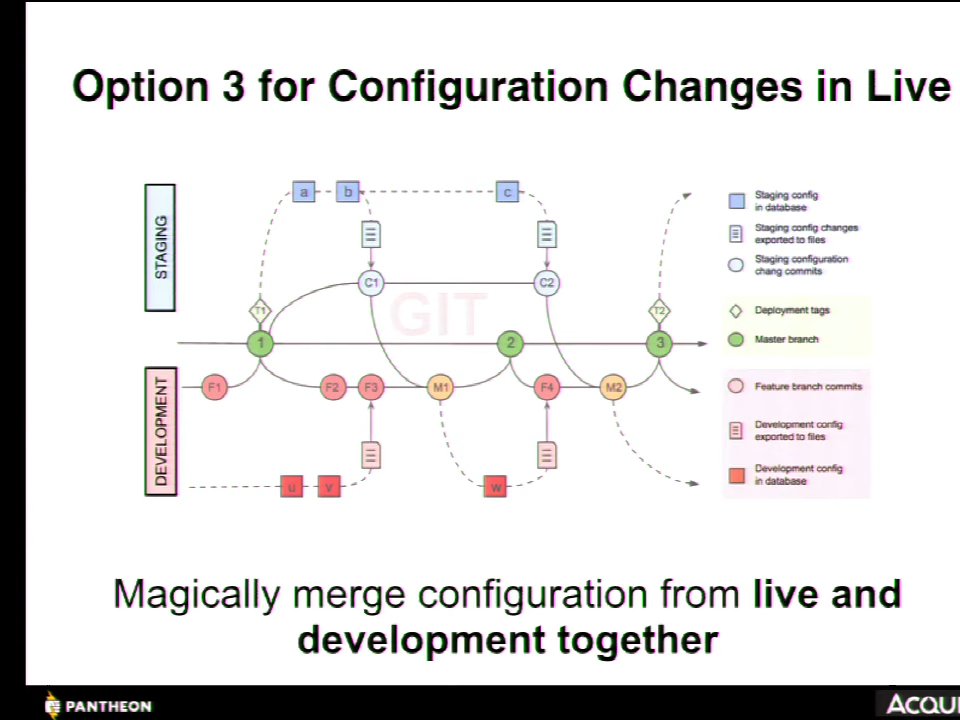 Option 3 for Configuration Changes in Live
STAGING
a
b
c
Staging config
in database
Staging config changes
exported to files
Staging configuration
chang commits
C1
C2
GIT
T1
T2
Deployment tags
1
2
3
Master branch
DEVELOPMENT
F1
F2
F3
M1
F4
M2
Feature branch commits
Development config
exported to files
u
v
w
Development config
in database
Magically merge configuration from live and
development together
PANTHEON